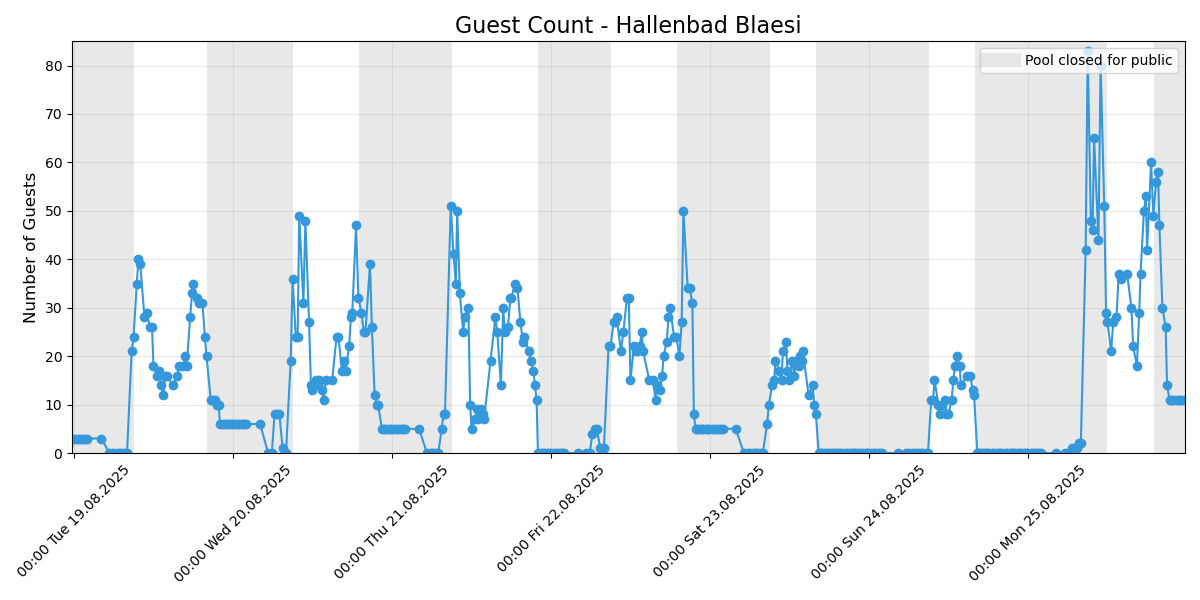 Guest Count - Hallenbad Blaesi
Pool closed for public
Number of Guests
80
70
60
50
40
30
20
10
0
00:00 Tue 19.08.2025
00:00 Wed 20.08.2025
00:00 Thu 21.08.2025
00:00 Fri 22.08.2025
00:00 Sat 23.08.2025
00:00 Sun 24.08.2025
00:00 Mon 25.08.2025